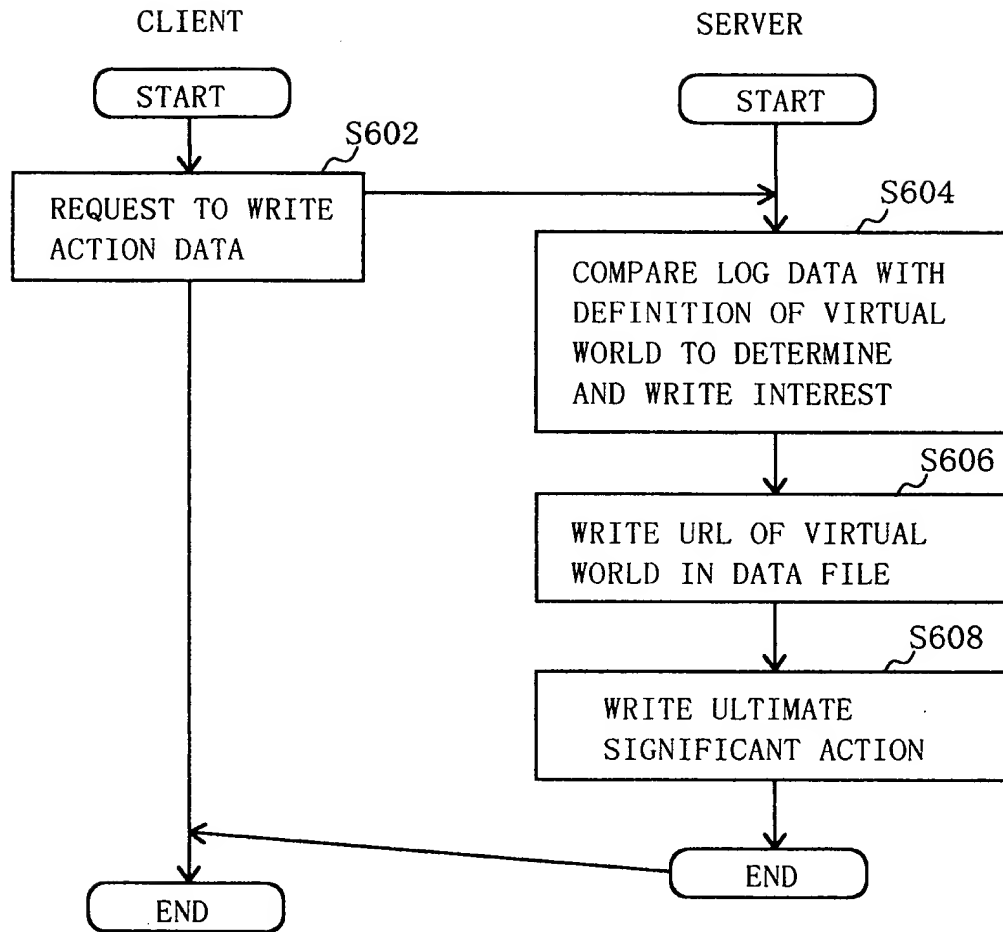 CLIENT
SERVER
START
START
S602
REQUEST TO WRITE
ACTION DATA
S604
COMPARE LOG DATA WITH
DEFINITION OF VIRTUAL
WORLD TO DETERMINE
AND WRITE INTEREST
S606
WRITE URL OF VIRTUAL
WORLD IN DATA FILE
S608
WRITE ULTIMATE
SIGNIFICANT ACTION
END
END